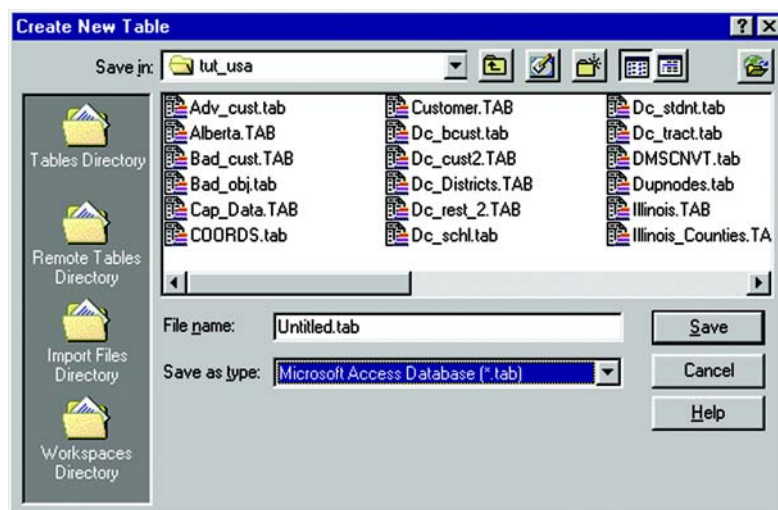 Create New Table
Save in: tut_usa
Tables Directory
Remote Tables
Directory
Import Files
Directory
Workspaces
Directory
Adv_cust.tab
Alberta.TAB
Bad_cust.TAB
Bad_obj.tab
Cap_Data.TAB
COORDS.tab
Customer.TAB
Dc_bcust.tab
Dc_cust2.TAB
Dc_Districts.TAB
Dc_rest_2.TAB
Dc_schl.tab
Dc_stdnt.tab
Dc_tract.tab
DMSCNVT.tab
Dupnodes.tab
Illinois.TAB
Illinois_Counties.TA
File name: Untitled.tab
Save as type: Microsoft Access Database (*.tab)
Save
Cancel
Help